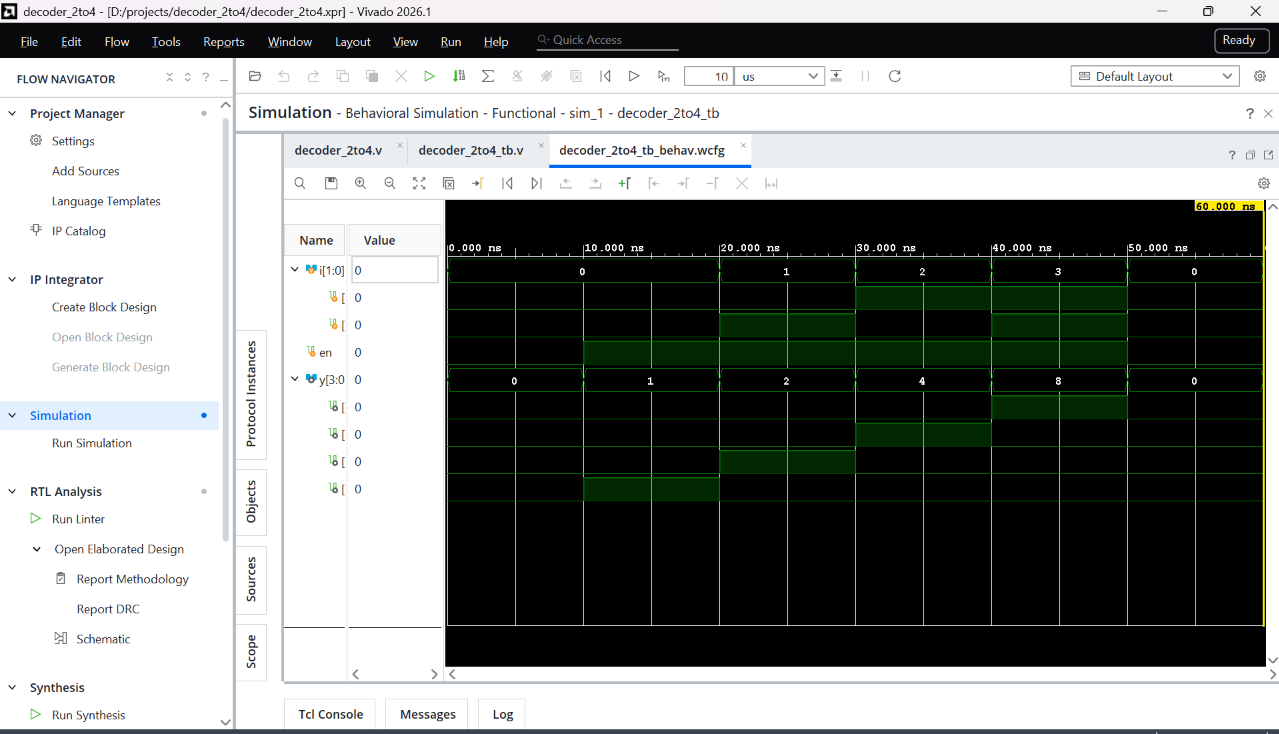 decoder_2to4 - [D:/projects/decoder_2to4/decoder_2to4.xpr] - Vivado 2026.1
File Edit Flow Tools Reports Window Layout View Run Help Quick Access Ready
FLOW NAVIGATOR
10 us
Default Layout
Project Manager
Settings
Add Sources
Language Templates
IP Catalog
IP Integrator
Create Block Design
Open Block Design
Generate Block Design
Simulation
Run Simulation
RTL Analysis
Run Linter
Open Elaborated Design
Report Methodology
Report DRC
Schematic
Synthesis
Run Synthesis
Simulation - Behavioral Simulation - Functional - sim_1 - decoder_2to4_tb
Protocol Instances
Objects
Sources
Scope
decoder_2to4.v decoder_2to4_tb.v decoder_2to4_tb_behav.wcfg
60.000 ns
Name Value
0.000 ns 10.000 ns 20.000 ns 30.000 ns 40.000 ns 50.000 ns
i[1:0] 0 0 1 2 3 0
[ 0
[ 0
en 0
y[3:0 0 0 1 2 4 8 0
[ 0
[ 0
[ 0
[ 0
Tcl Console Messages Log